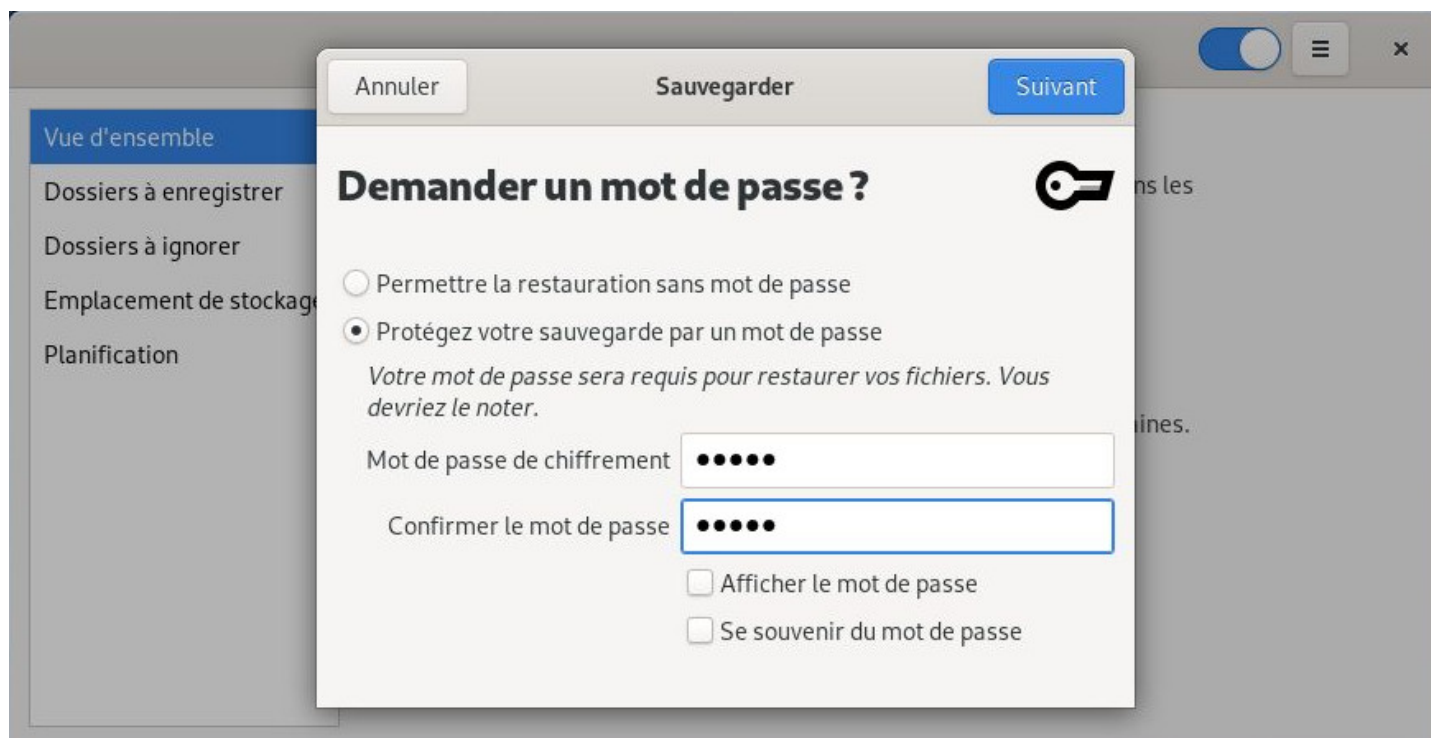 Annuler
Sauvegarder
Suivant
Vue d'ensemble
Dossiers à enregistrer
Dossiers à ignorer
Emplacement de stockage
Planification
Demander un mot de passe ?
ns les
Permettre la restauration sans mot de passe
Protégez votre sauvegarde par un mot de passe
Votre mot de passe sera requis pour restaurer vos fichiers. Vous
devriez le noter.
aines.
Mot de passe de chiffrement •••••
Confirmer le mot de passe •••••
Afficher le mot de passe
Se souvenir du mot de passe